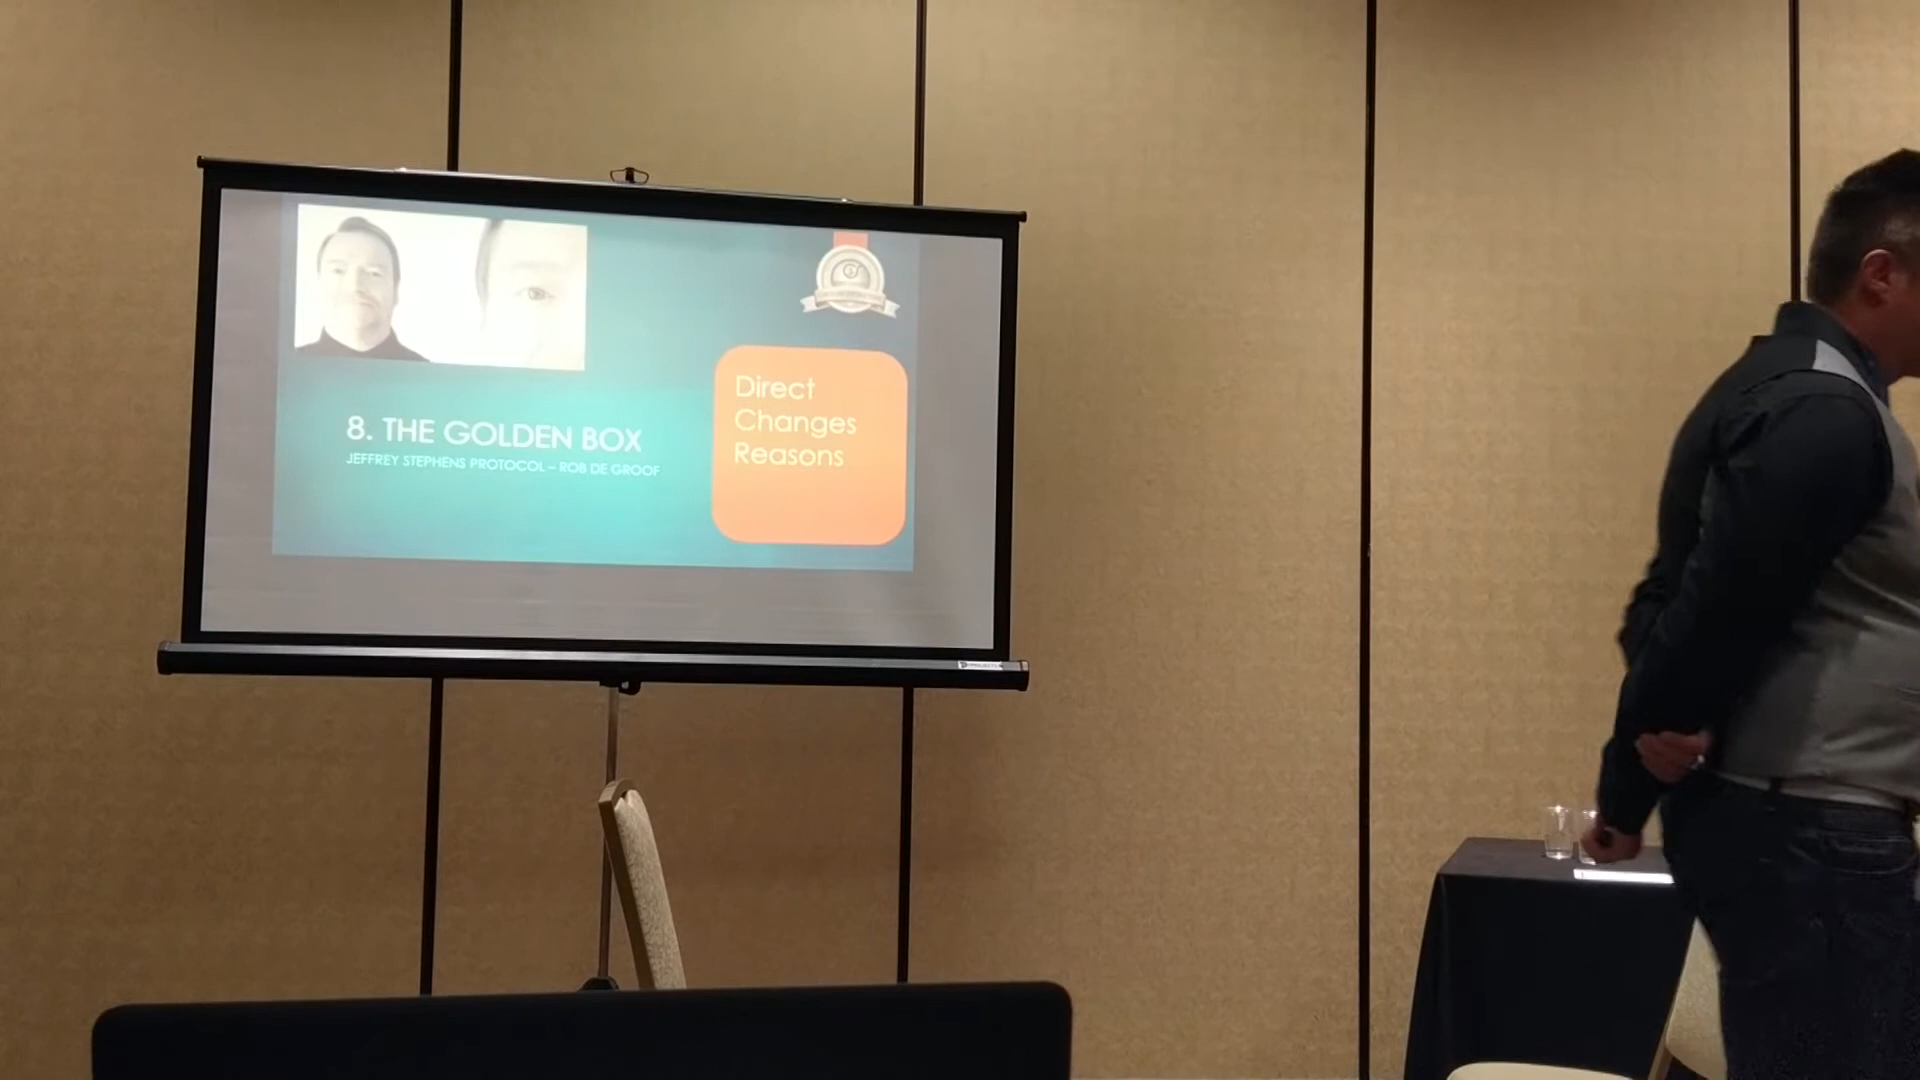 8. THE GOLDEN BOX
JEFFREY STEPHENS PROTOCOL – ROB DE GROOF
Direct
Changes
Reasons